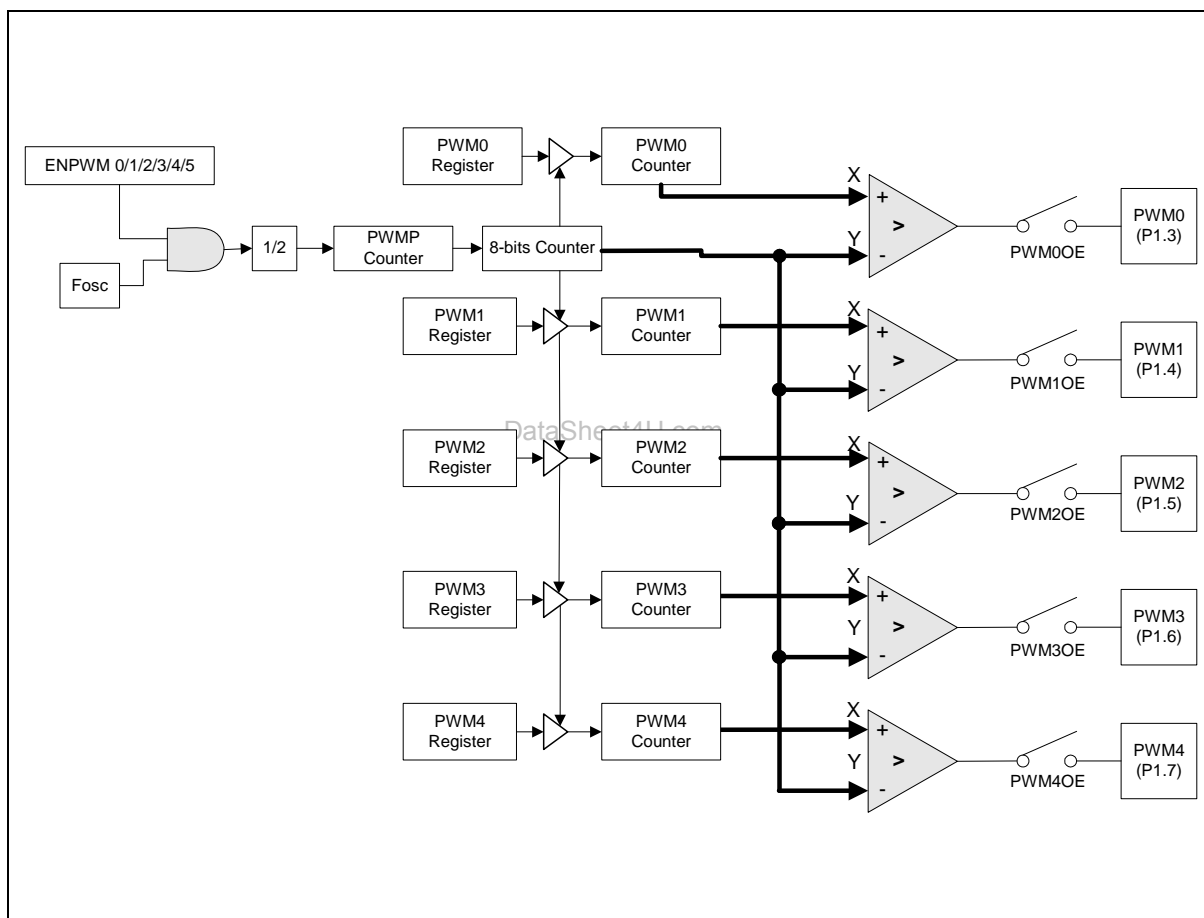 PWM0
Register
PWM0
Counter
ENPWM 0/1/2/3/4/5
X
+
>
Y
-
PWM0OE
PWM0
(P1.3)
1/2
PWMP
Counter
8-bits Counter
Fosc
PWM1
Register
PWM1
Counter
X
+
>
Y
-
PWM1OE
PWM1
(P1.4)
DataSheet4U.com
PWM2
Register
PWM2
Counter
X
+
>
Y
-
PWM2OE
PWM2
(P1.5)
PWM3
Register
PWM3
Counter
X
+
>
Y
-
PWM3OE
PWM3
(P1.6)
PWM4
Register
PWM4
Counter
X
+
>
Y
-
PWM4OE
PWM4
(P1.7)